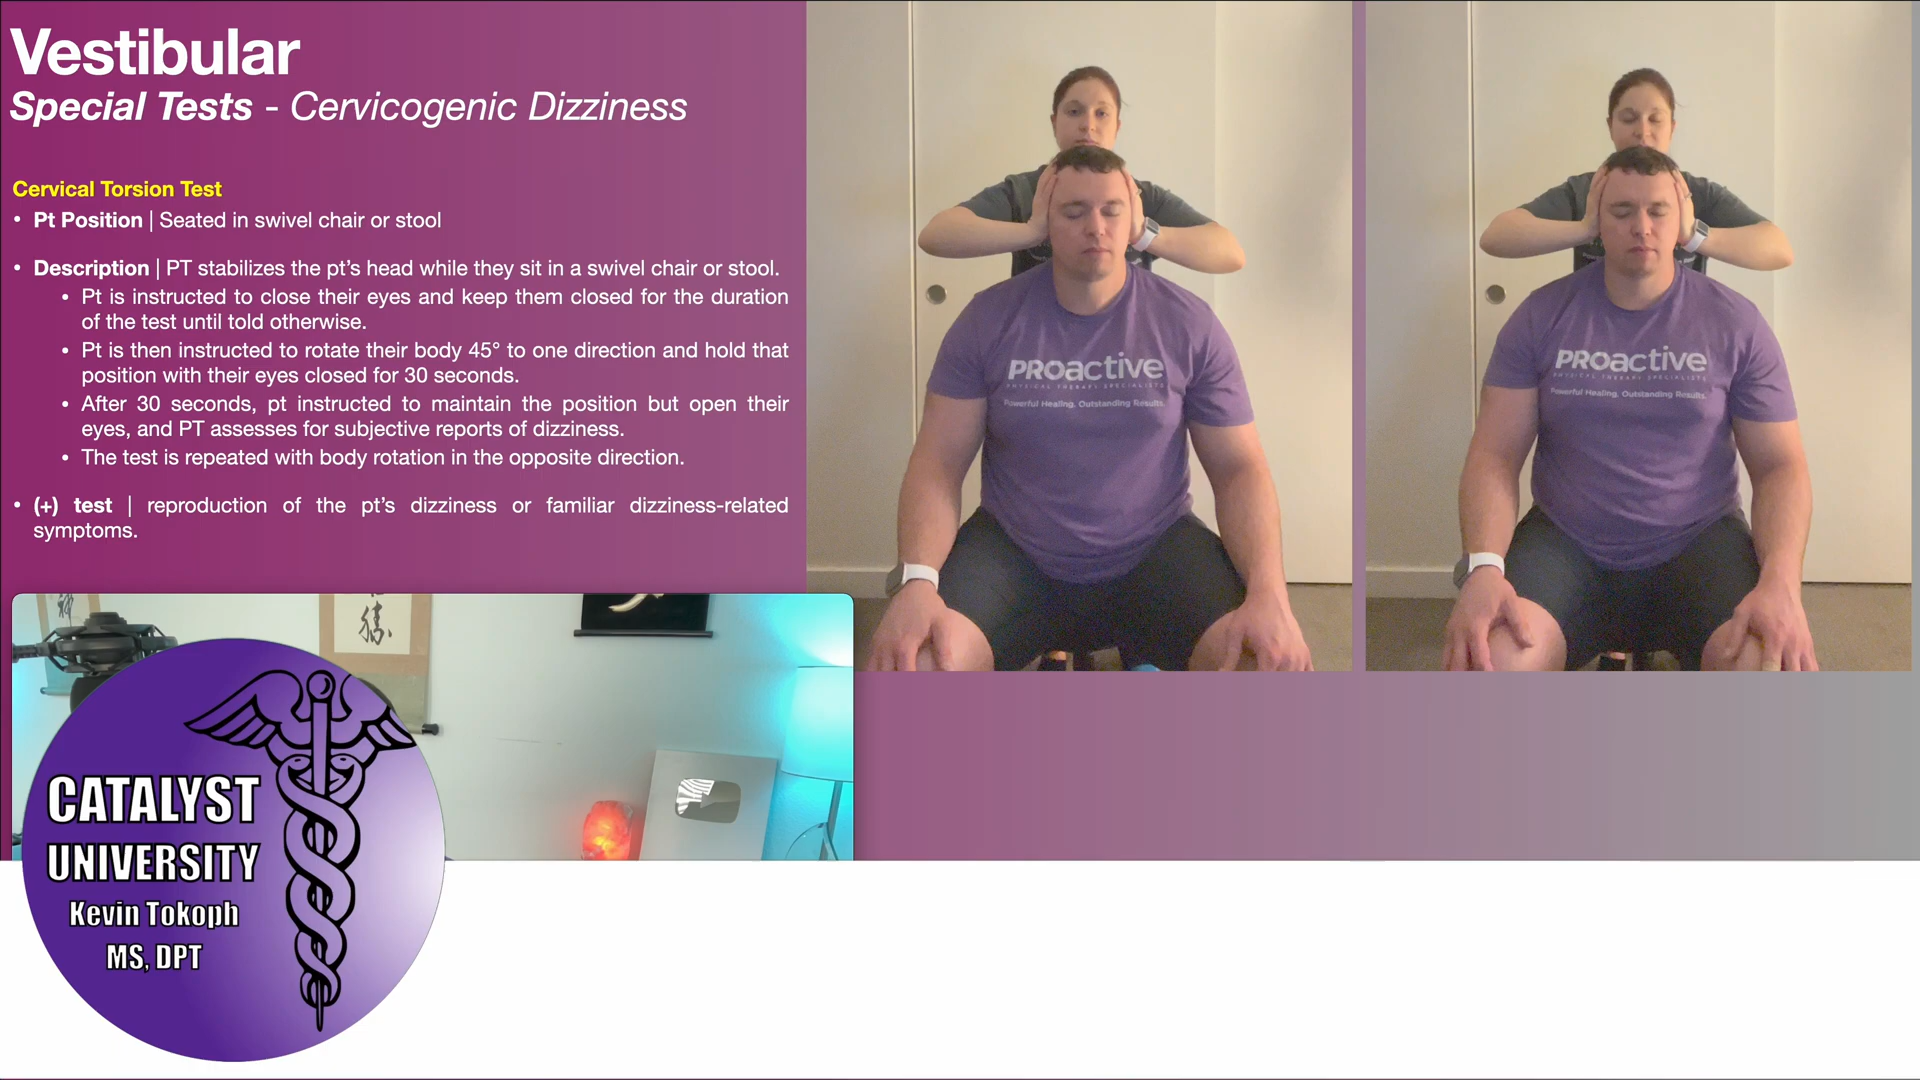 Vestibular
Special Tests - Cervicogenic Dizziness
Cervical Torsion Test
• Pt Position | Seated in swivel chair or stool
• Description | PT stabilizes the pt’s head while they sit in a swivel chair or stool.
• Pt is instructed to close their eyes and keep them closed for the duration
of the test until told otherwise.
• Pt is then instructed to rotate their body 45° to one direction and hold that
position with their eyes closed for 30 seconds.
• After 30 seconds, pt instructed to maintain the position but open their
eyes, and PT assesses for subjective reports of dizziness.
• The test is repeated with body rotation in the opposite direction.
• (+) test | reproduction of the pt’s dizziness or familiar dizziness-related
symptoms.
PROactive
PHYSICAL THERAPY SPECIALISTS
Powerful Healing. Outstanding Results.
PROactive
PHYSICAL THERAPY SPECIALISTS
Powerful Healing. Outstanding Results.
CATALYST
UNIVERSITY
Kevin Tokoph
MS, DPT